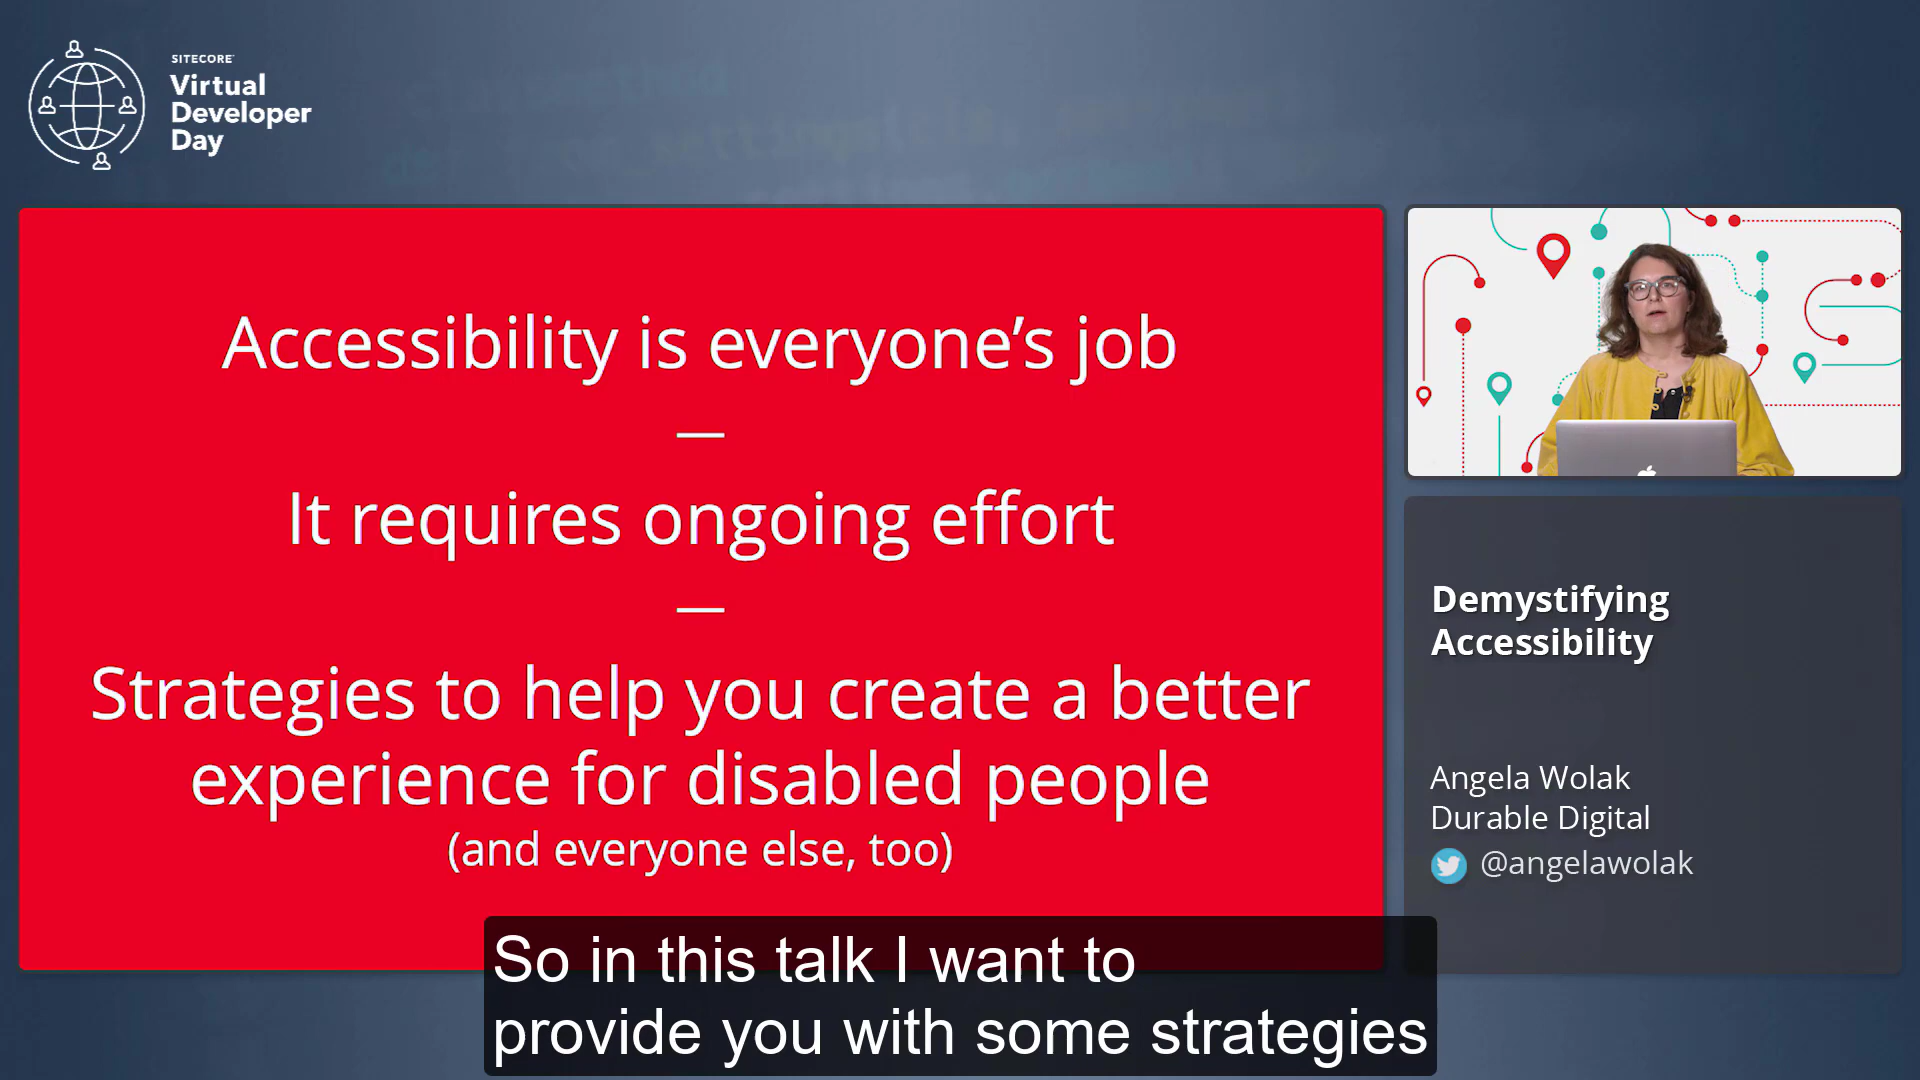 SITECORE
Virtual
Developer
Day
Accessibility is everyone’s job
—
It requires ongoing effort
—
Strategies to help you create a better
experience for disabled people
(and everyone else, too)
Demystifying
Accessibility
Angela Wolak
Durable Digital
@angelawolak
So in this talk I want to
provide you with some strategies